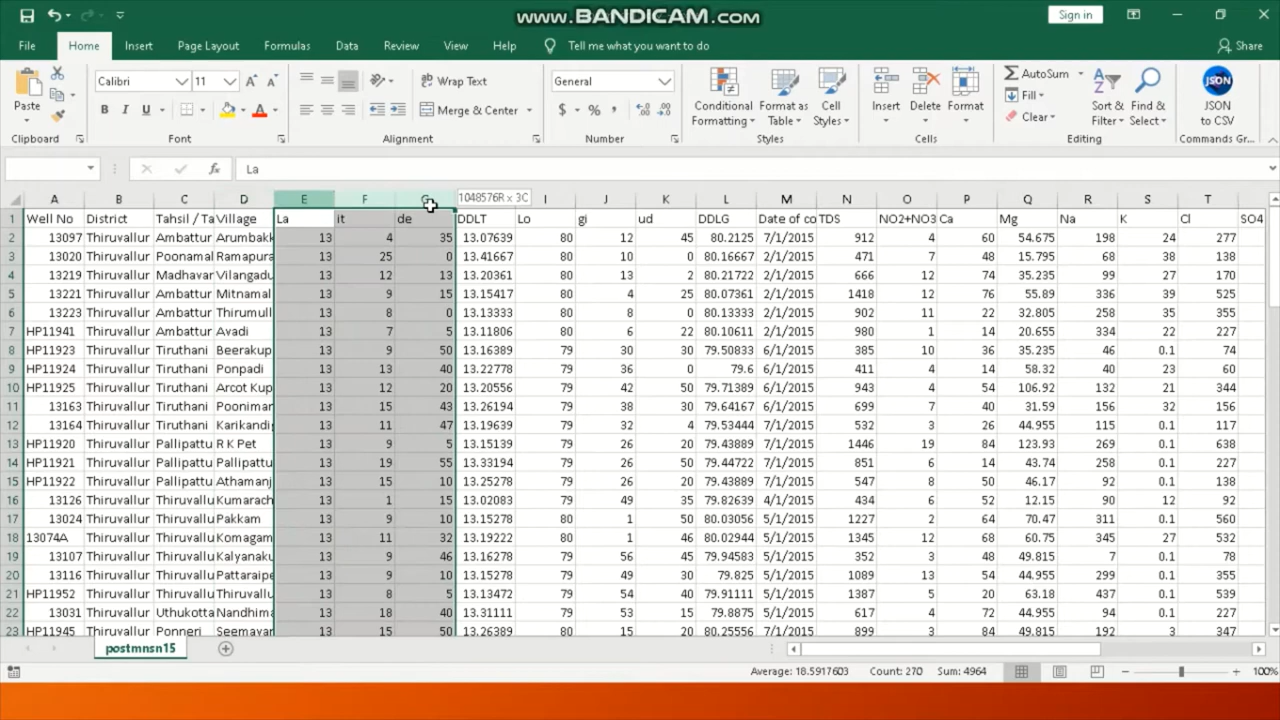 www.BANDICAM.com
Sign in
File Home Insert Page Layout Formulas Data Review View Help Tell me what you want to do Share
Paste Calibri 11 Wrap Text General Conditional Formatting Format as Table Cell Styles Insert Delete Format AutoSum Sort & Filter Find & Select JSON to CSV
B I U A Merge & Center $ % Fill Clear
Clipboard Font Alignment Number Styles Cells Editing Commands Gr...
La
1048576R x 3C
A B C D E F G I J K L M N O P Q R S T
1 Well No District Tahsil / Ta Village La it de DDLT Lo gi ud DDLG Date of co TDS NO2+NO3 Ca Mg Na K Cl SO4
2 13097 Thiruvallur Ambattur Arumbakk 13 4 35 13.07639 80 12 45 80.2125 7/1/2015 912 4 60 54.675 198 24 277
3 13020 Thiruvallur Poonamal Ramapura 13 25 0 13.41667 80 10 0 80.16667 2/1/2015 471 7 48 15.795 68 38 138
4 13219 Thiruvallur Madhavar Vilangadu 13 12 13 13.20361 80 13 2 80.21722 2/1/2015 666 12 74 35.235 99 27 170
5 13221 Thiruvallur Ambattur Mitnamal 13 9 15 13.15417 80 4 25 80.07361 2/1/2015 1418 12 76 55.89 336 39 525
6 13223 Thiruvallur Ambattur Thirumull 13 8 0 13.13333 80 8 0 80.13333 2/1/2015 902 11 22 32.805 258 35 355
7 HP11941 Thiruvallur Ambattur Avadi 13 7 5 13.11806 80 6 22 80.10611 2/1/2015 980 1 14 20.655 334 22 227
8 HP11923 Thiruvallur Tiruthani Beerakup 13 9 50 13.16389 79 30 30 79.50833 6/1/2015 385 10 36 35.235 46 0.1 74
9 HP11924 Thiruvallur Tiruthani Ponpadi 13 13 40 13.22778 79 36 0 79.6 6/1/2015 411 4 14 58.32 40 23 60
10 HP11925 Thiruvallur Tiruthani Arcot Kup 13 12 20 13.20556 79 42 50 79.71389 6/1/2015 943 4 54 106.92 132 21 344
11 13163 Thiruvallur Tiruthani Poonimar 13 15 43 13.26194 79 38 30 79.64167 6/1/2015 699 7 40 31.59 156 32 156
12 13164 Thiruvallur Tiruthani Karikandi 13 11 47 13.19639 79 32 4 79.53444 7/1/2015 532 3 26 44.955 115 0.1 117
13 HP11920 Thiruvallur Pallipattu R K Pet 13 9 5 13.15139 79 26 20 79.43889 7/1/2015 1446 19 84 123.93 269 0.1 638
14 HP11921 Thiruvallur Pallipattu Pallipattu 13 19 55 13.33194 79 26 50 79.44722 7/1/2015 851 6 14 43.74 258 0.1 227
15 HP11922 Thiruvallur Pallipattu Athamanj 13 15 10 13.25278 79 26 20 79.43889 7/1/2015 547 8 50 46.17 92 0.1 138
16 13126 Thiruvallur Thiruvallu Kumarach 13 1 15 13.02083 79 49 35 79.82639 4/1/2015 434 6 52 12.15 90 12 92
17 13024 Thiruvallur Thiruvallu Pakkam 13 9 10 13.15278 80 1 50 80.03056 5/1/2015 1227 2 64 70.47 311 0.1 560
18 13074A Thiruvallur Thiruvallu Komagam 13 11 32 13.19222 80 1 46 80.02944 5/1/2015 1345 12 68 60.75 345 27 532
19 13107 Thiruvallur Thiruvallu Kalyanaku 13 9 46 13.16278 79 56 45 79.94583 5/1/2015 352 3 48 49.815 7 0.1 78
20 13116 Thiruvallur Thiruvallu Pattaraipe 13 9 10 13.15278 79 49 30 79.825 5/1/2015 1089 13 54 44.955 299 0.1 355
21 HP11952 Thiruvallur Thiruvallu Thiruvallu 13 8 5 13.13472 79 54 40 79.91111 5/1/2015 1387 5 20 63.18 437 0.1 539
22 13031 Thiruvallur Uthukotta Nandhima 13 18 40 13.31111 79 53 15 79.8875 5/1/2015 617 4 72 44.955 94 0.1 227
23 HP11945 Thiruvallur Ponneri Seemavar 13 15 50 13.26389 80 15 20 80.25556 7/1/2015 899 3 84 49.815 192 3 347
postmnsn15
Average: 18.5917603 Count: 270 Sum: 4964 100%